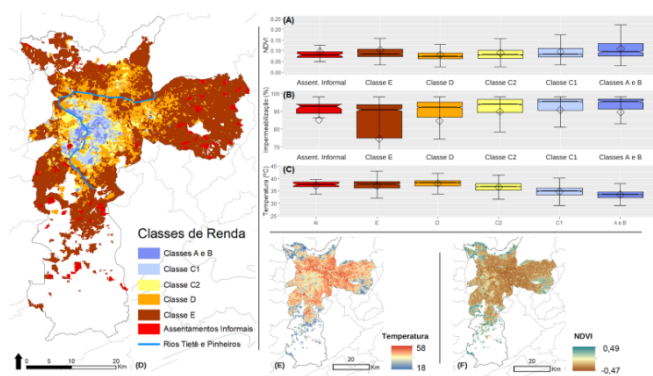 (A)
NDVI
0.25
0.20
0.15
0.10
0.05
0.00
Assent. Informal Classe E Classe D Classe C2 Classe C1 Classes A e B
(B)
Impermeabilização (%)
100
90
80
Assent. Informal Classe E Classe D Classe C2 Classe C1 Classes A e B
(C)
Temperatura (°C)
45
40
35
30
25
AI E D C2 C1 A e B
Classes de Renda
Classes A e B
Classe C1
Classe C2
Classe D
Classe E
Assentamentos Informais
Rios Tietê e Pinheiros
0 5 10 20
Km
(D)
Temperatura
58
18
20
Km
(E)
NDVI
0,49
-0,47
20
Km
(F)